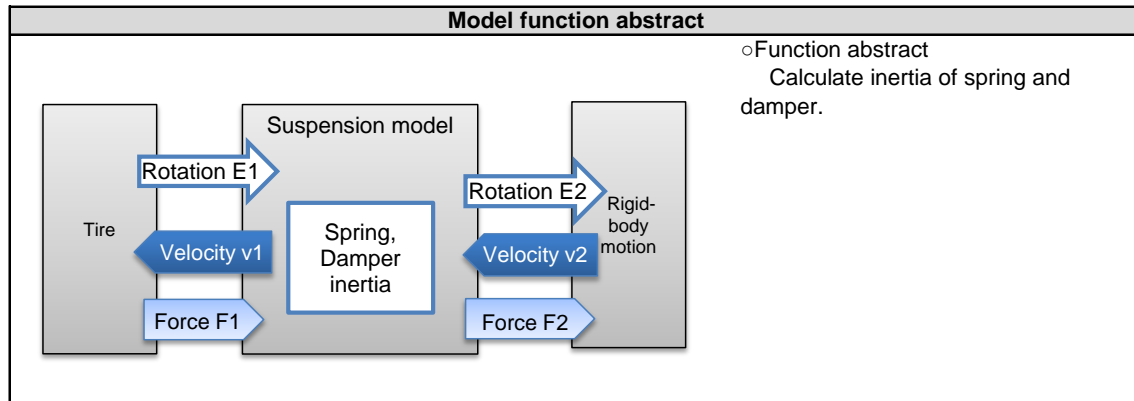 Model function abstract
○Function abstract
Calculate inertia of spring and
damper.
Suspension model
Rotation E1
Rotation E2
Tire
Rigid-
body
motion
Spring,
Damper
inertia
Velocity v1
Velocity v2
Force F1
Force F2